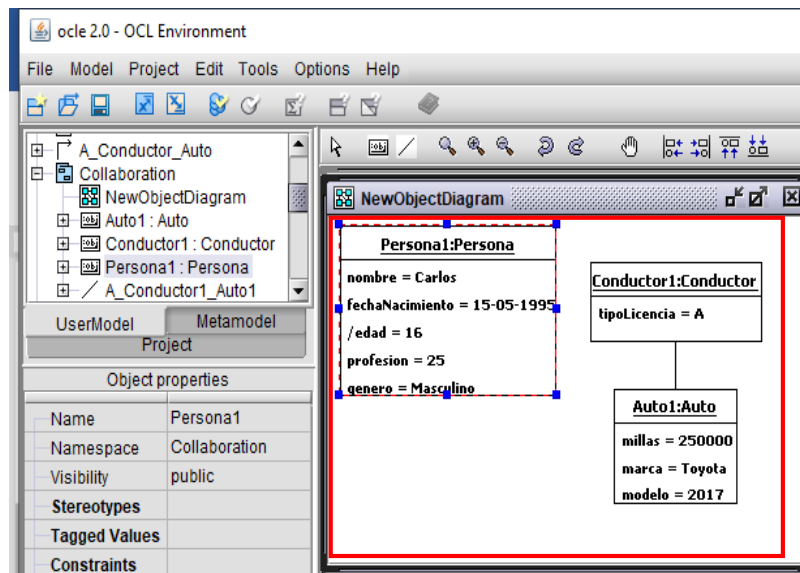 ocle 2.0 - OCL Environment
File Model Project Edit Tools Options Help
A_Conductor_Auto
Collaboration
NewObjectDiagram
Auto1 : Auto
Conductor1 : Conductor
Persona1 : Persona
A_Conductor1_Auto1
UserModel Metamodel
Project
Object properties
Name Persona1
Namespace Collaboration
Visibility public
Stereotypes
Tagged Values
Constraints
NewObjectDiagram
Persona1:Persona
nombre = Carlos
fechaNacimiento = 15-05-1995
/edad = 16
profesion = 25
genero = Masculino
Conductor1:Conductor
tipoLicencia = A
Auto1:Auto
millas = 250000
marca = Toyota
modelo = 2017